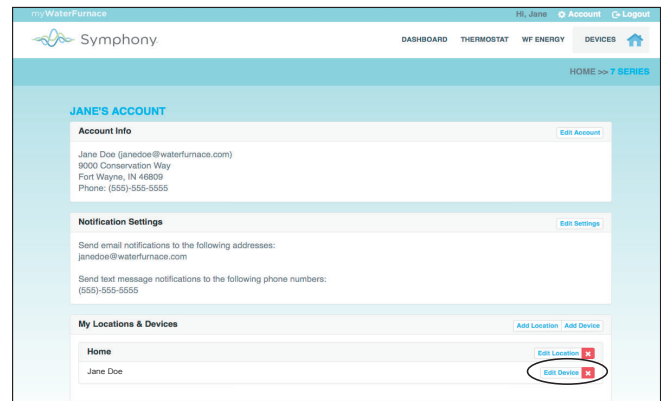 myWaterFurnace Hi, Jane Account Logout
Symphony DASHBOARD THERMOSTAT WF ENERGY DEVICES
HOME >> 7 SERIES
JANE'S ACCOUNT
Account Info Edit Account
Jane Doe (janedoe@waterfurnace.com)
9000 Conservation Way
Fort Wayne, IN 46809
Phone: (555)-555-5555
Notification Settings Edit Settings
Send email notifications to the following addresses:
janedoe@waterfurnace.com
Send text message notifications to the following phone numbers:
(555)-555-5555
My Locations & Devices Add Location Add Device
Home Edit Location
Jane Doe Edit Device